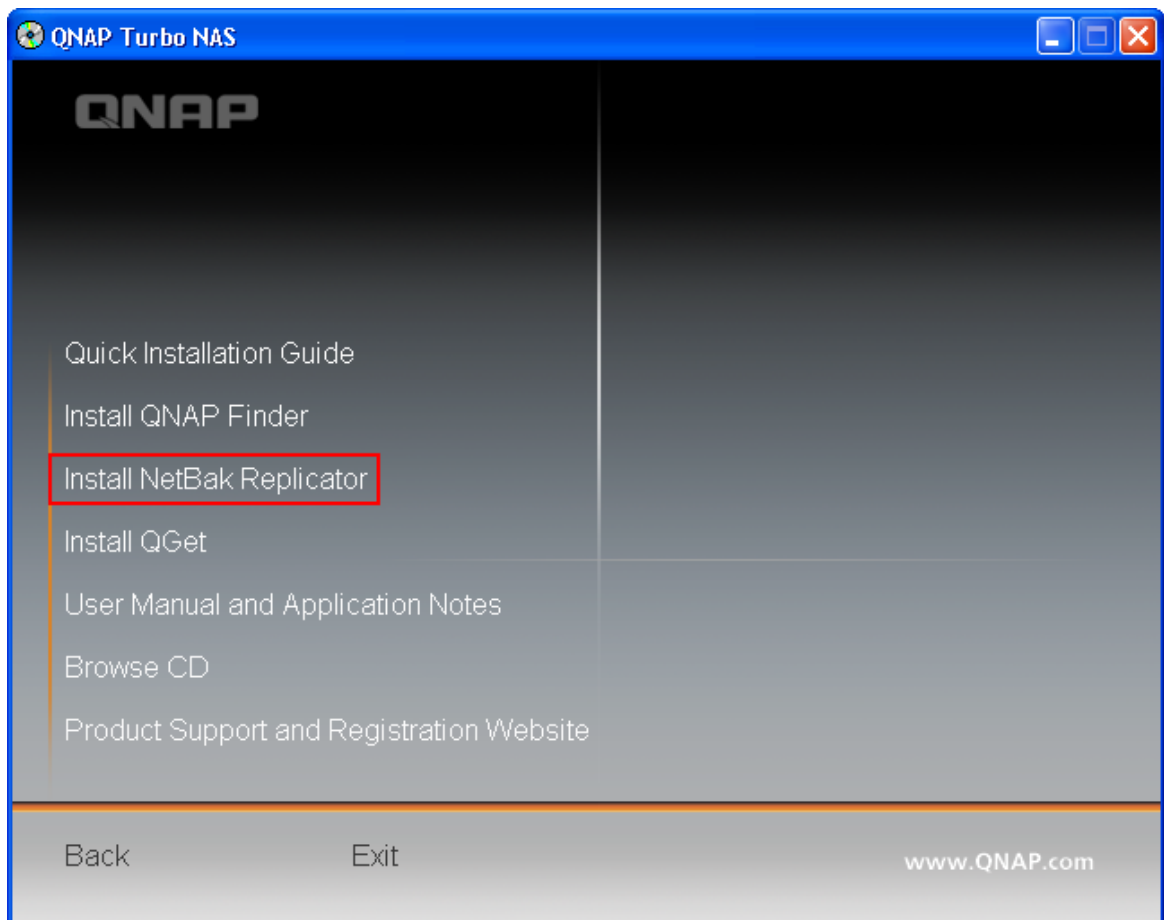 QNAP Turbo NAS
QNAP
Quick Installation Guide
Install QNAP Finder
Install NetBak Replicator
Install QGet
User Manual and Application Notes
Browse CD
Product Support and Registration Website
Back Exit www.QNAP.com